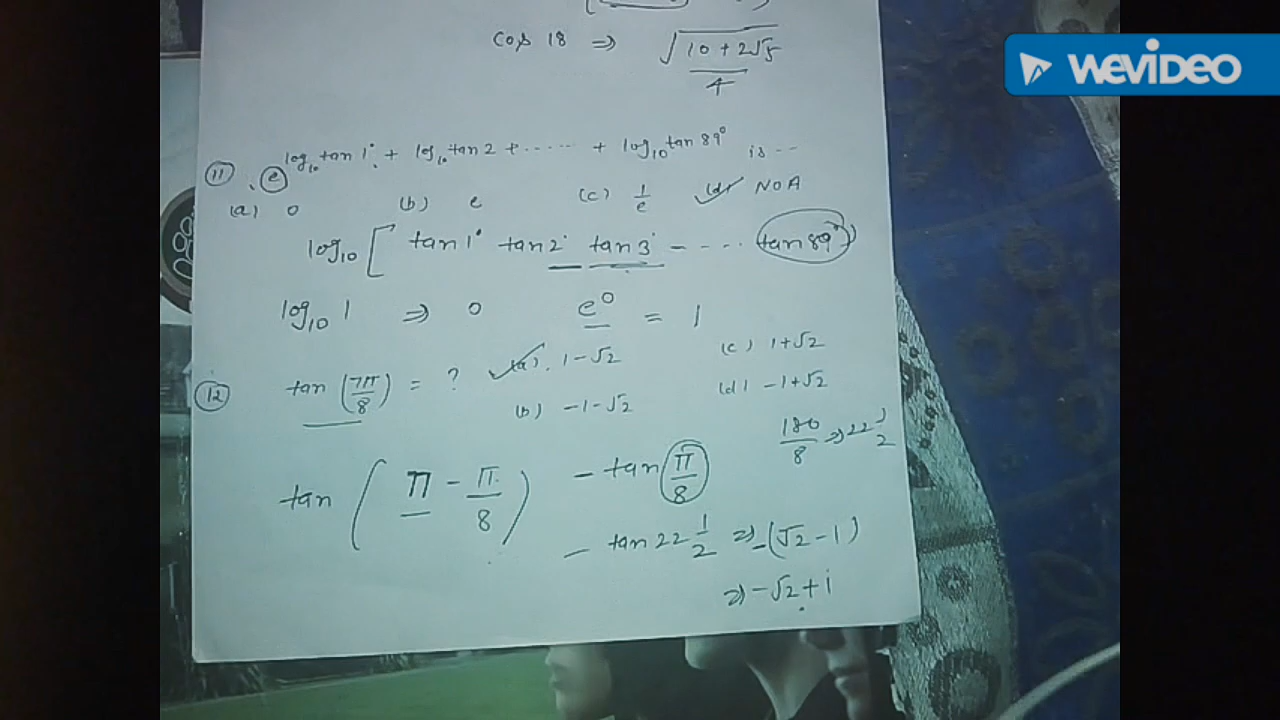 WEVIDEO
cos 18 ⇒ √(10 + 2√5) / 4
(11) e^(log₁₀ tan 1° + log₁₀ tan 2 + ...... + log₁₀ tan 89°) is --
(a) 0 (b) e (c) 1/e (d) NOA
log₁₀ [ tan 1° tan 2° tan 3° - - - - tan 89° )
log₁₀ 1 ⇒ 0 e⁰ = 1
(12) tan (7π/8) = ? (a) 1 - √2 (c) 1 + √2
(b) -1 - √2 (d) -1 + √2
180/8 ⇒ 22 1/2
tan ( π - π/8 ) - tan (π/8)
- tan 22 1/2 ⇒ -(√2 - 1)
⇒ -√2 + 1